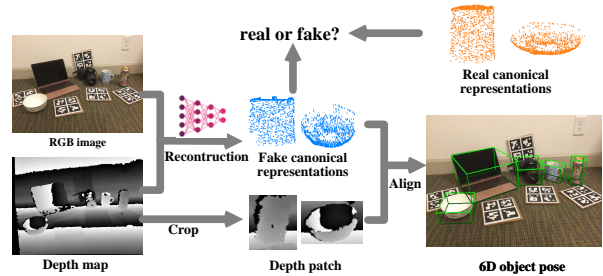 real or fake?
Real canonical
representations
RGB image
Recontruction
Fake canonical
representations
Align
Crop
Depth map
Depth patch
6D object pose